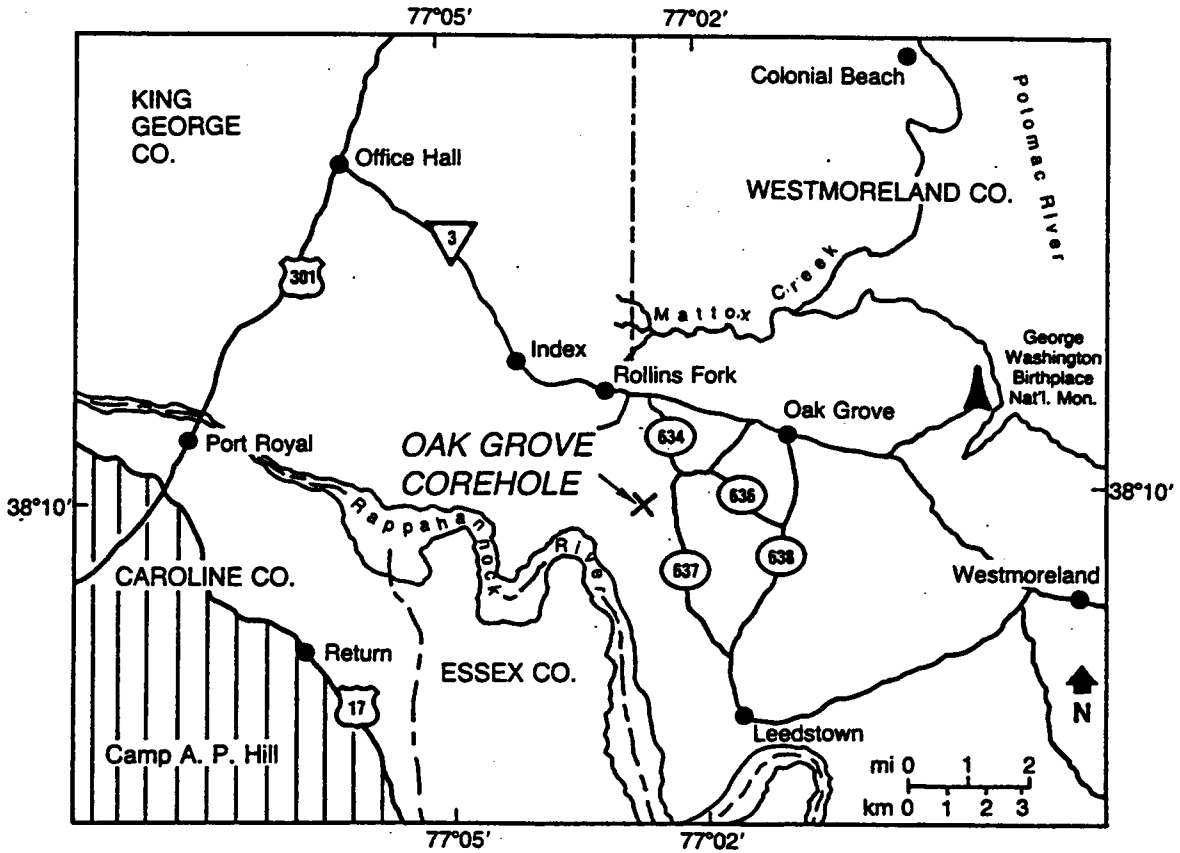 77°05′ 77°02′
KING
GEORGE
CO.
Colonial Beach
Potomac River
Office Hall
WESTMORELAND CO.
3
301
Mattox Creek
Index
George
Washington
Birthplace
Nat'l. Mon.
Rollins Fork
Oak Grove
634
Port Royal
OAK GROVE
COREHOLE
636
38°10′
38°10′
Rappahannock River
638
637
CAROLINE CO.
Westmoreland
Return
ESSEX CO.
17
N
Leedstown
Camp A. P. Hill
mi 0 1 2
km 0 1 2 3
77°05′ 77°02′